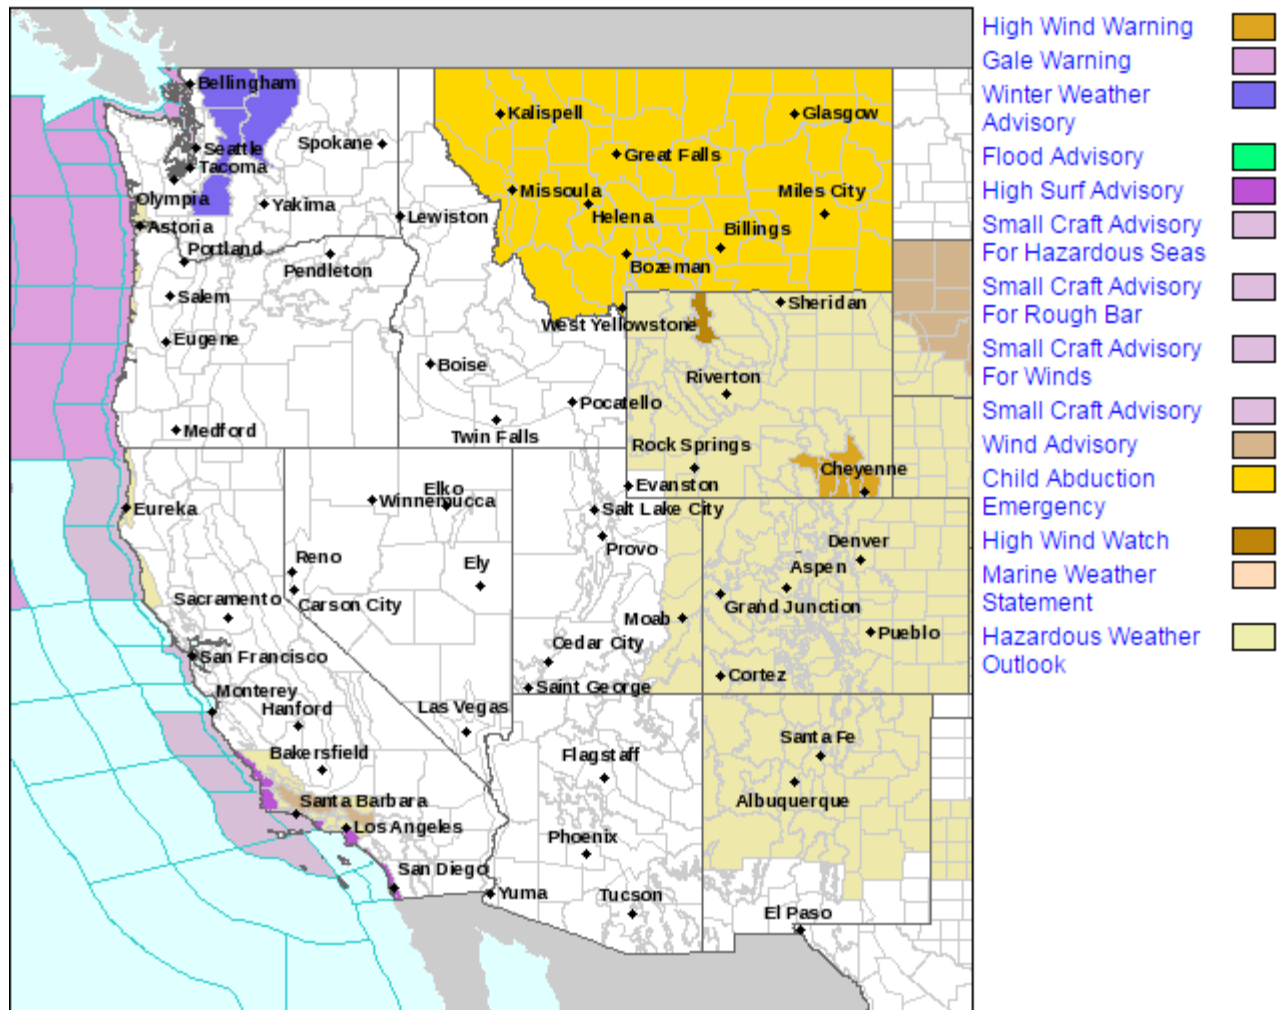 Bellingham
Seattle
Spokane
Tacoma
Olympia
Yakima
Astoria
Lewiston
Portland
Pendleton
Salem
Eugene
Medford
Kalispell
Glasgow
Great Falls
Missoula
Miles City
Helena
Billings
Bozeman
West Yellowstone
Sheridan
Boise
Riverton
Pocatello
Twin Falls
Rock Springs
Cheyenne
Evanston
Elko
Winnemucca
Eureka
Salt Lake City
Provo
Denver
Reno
Ely
Aspen
Sacramento
Carson City
Grand Junction
Moab
Pueblo
Cedar City
San Francisco
Cortez
Saint George
Monterey
Hanford
Las Vegas
Bakersfield
Flagstaff
Santa Fe
Albuquerque
Santa Barbara
Los Angeles
Phoenix
San Diego
Yuma
Tucson
El Paso
High Wind Warning
Gale Warning
Winter Weather
Advisory
Flood Advisory
High Surf Advisory
Small Craft Advisory
For Hazardous Seas
Small Craft Advisory
For Rough Bar
Small Craft Advisory
For Winds
Small Craft Advisory
Wind Advisory
Child Abduction
Emergency
High Wind Watch
Marine Weather
Statement
Hazardous Weather
Outlook